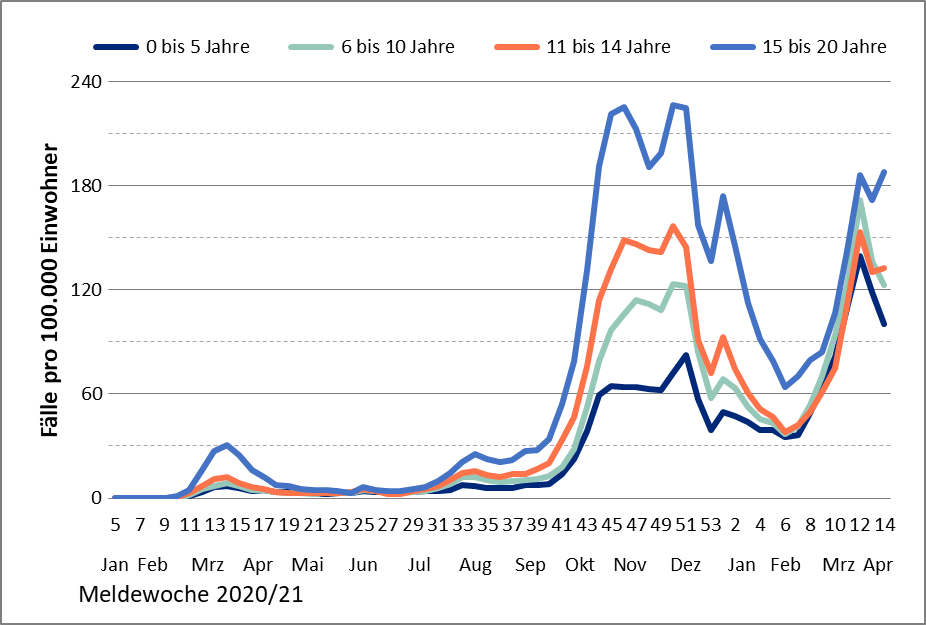 0 bis 5 Jahre 6 bis 10 Jahre 11 bis 14 Jahre 15 bis 20 Jahre
Fälle pro 100.000 Einwohner
240
180
120
60
0
5 7 9 11 13 15 17 19 21 23 25 27 29 31 33 35 37 39 41 43 45 47 49 51 53 2 4 6 8 10 12 14
Jan Feb Mrz Apr Mai Jun Jul Aug Sep Okt Nov Dez Jan Feb Mrz Apr
Meldewoche 2020/21